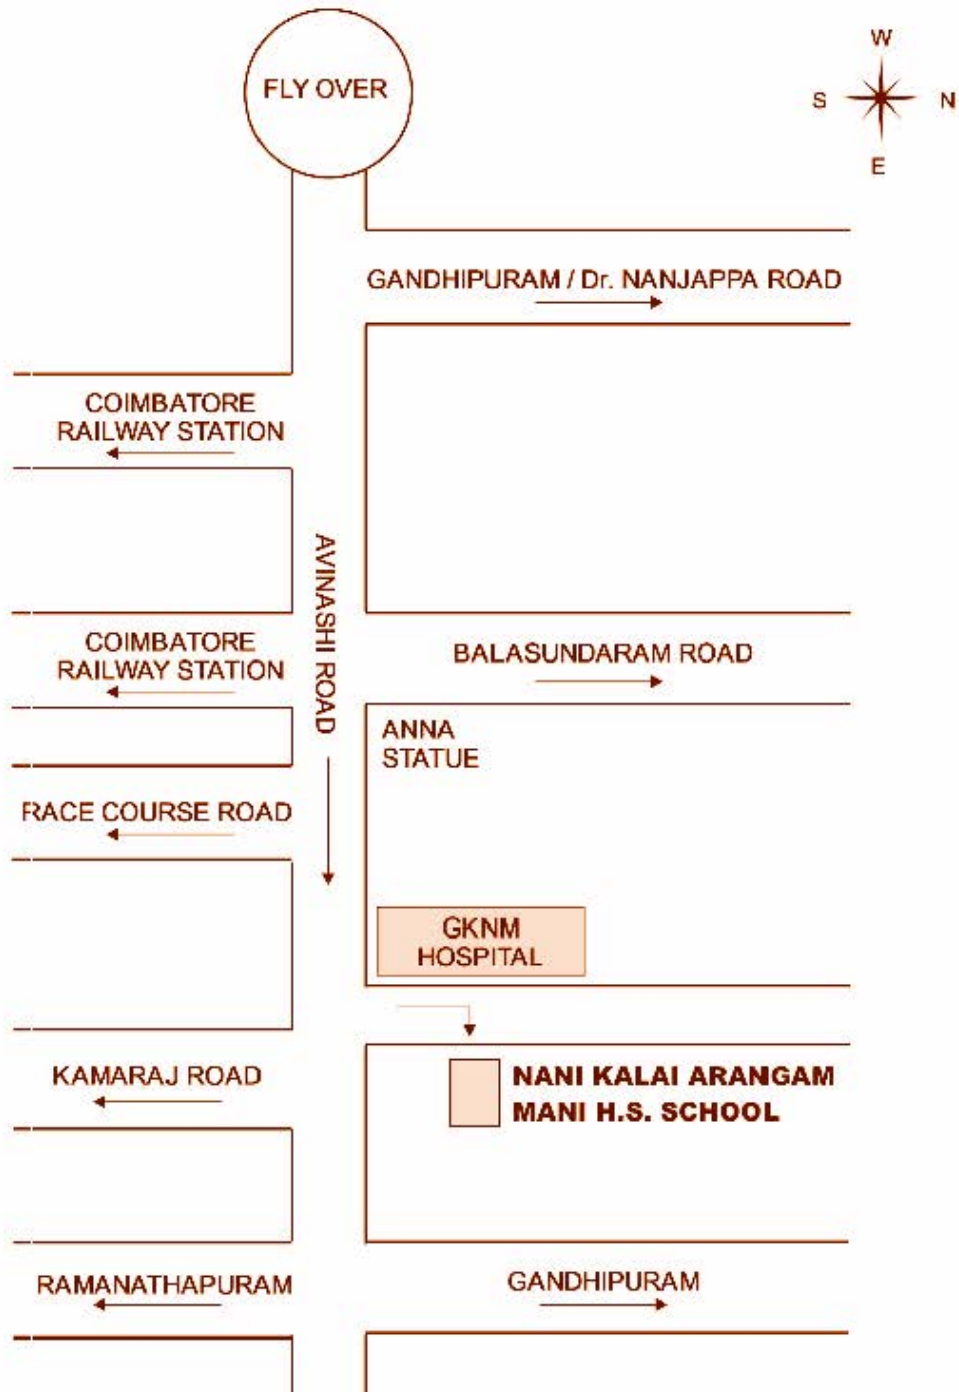 FLY OVER
W
S
N
E
GANDHIPURAM / Dr. NANJAPPA ROAD
COIMBATORE
RAILWAY STATION
AVINASHI ROAD
COIMBATORE
RAILWAY STATION
BALASUNDARAM ROAD
ANNA
STATUE
RACE COURSE ROAD
GKNM
HOSPITAL
KAMARAJ ROAD
NANI KALAI ARANGAM
MANI H.S. SCHOOL
RAMANATHAPURAM
GANDHIPURAM